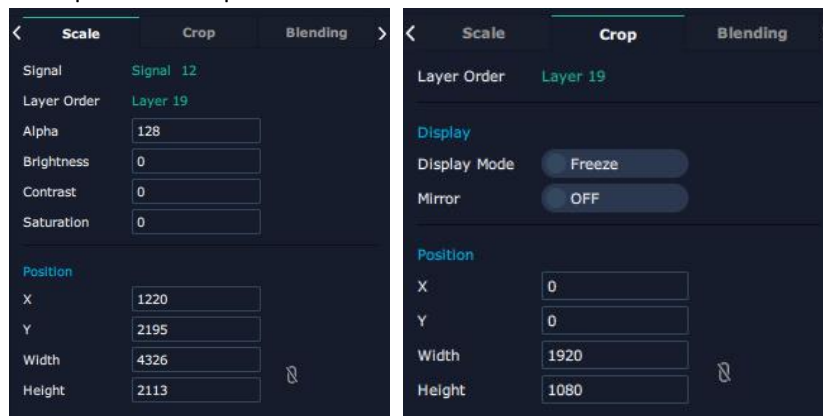 Scale Crop Blending
Signal Signal 12
Layer Order Layer 19
Alpha 128
Brightness 0
Contrast 0
Saturation 0
Position
X 1220
Y 2195
Width 4326
Height 2113
Scale Crop Blending
Layer Order Layer 19
Display
Display Mode Freeze
Mirror OFF
Position
X 0
Y 0
Width 1920
Height 1080